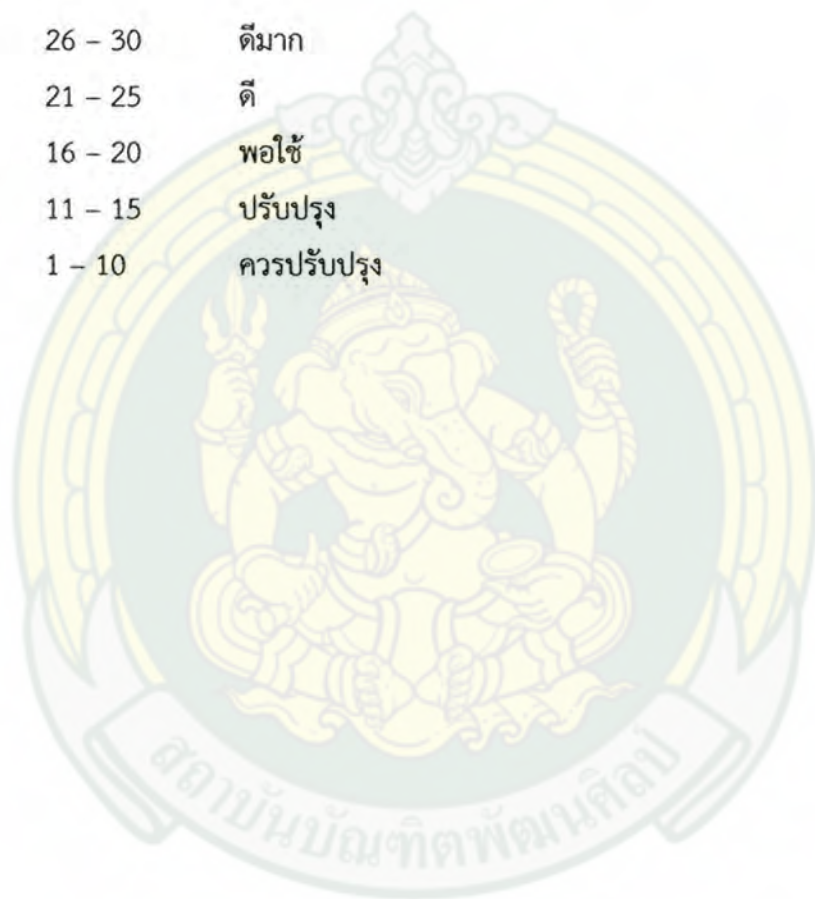 26 – 30 ดีมาก
21 – 25 ดี
16 – 20 พอใช้
11 – 15 ปรับปรุง
1 – 10 ควรปรับปรุง
สถาบันบัณฑิตพัฒนศิลป์